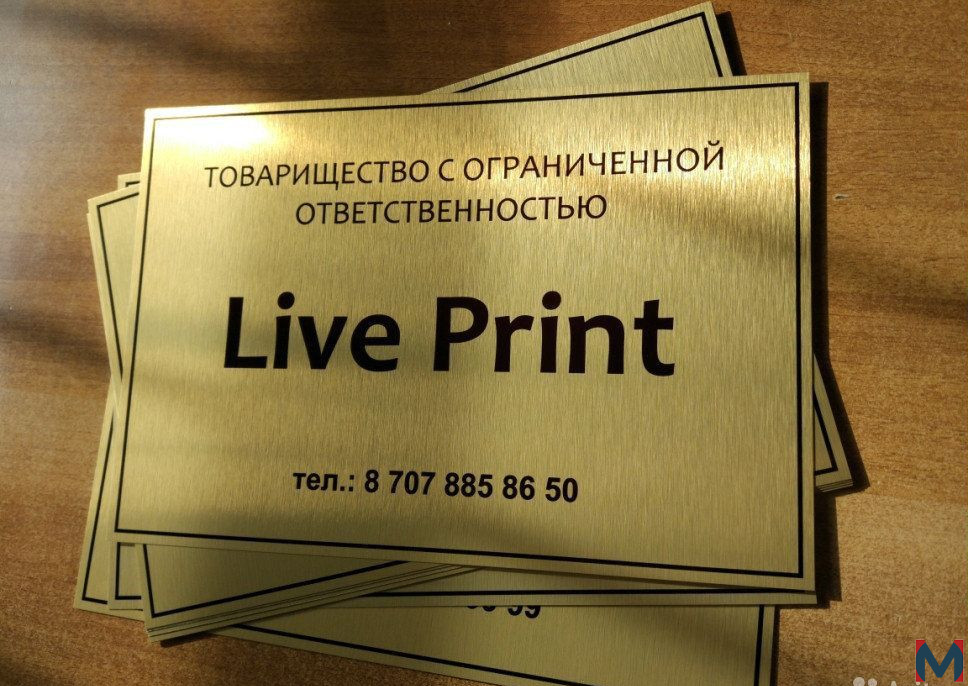 ТОВАРИЩЕСТВО С ОГРАНИЧЕННОЙ
ОТВЕТСТВЕННОСТЬЮ
Live Print
тел.: 8 707 885 86 50
M